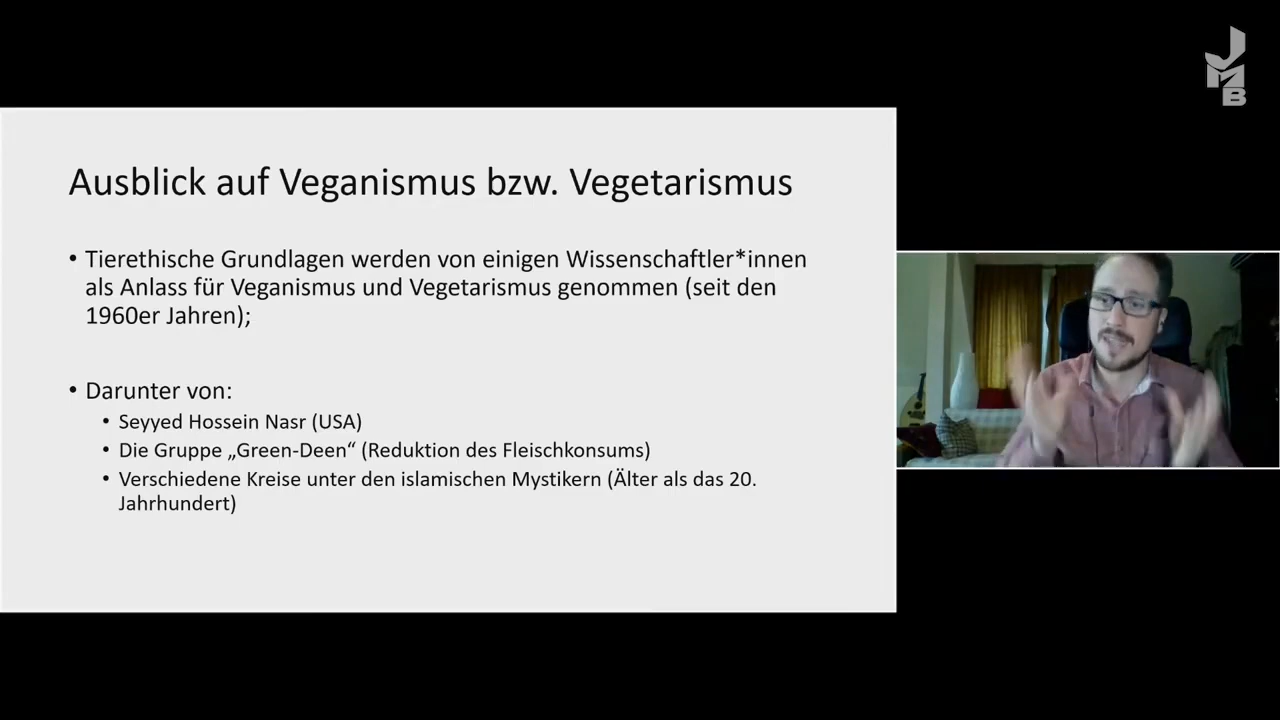 JMB
Ausblick auf Veganismus bzw. Vegetarismus
• Tierethische Grundlagen werden von einigen Wissenschaftler*innen
als Anlass für Veganismus und Vegetarismus genommen (seit den
1960er Jahren);
• Darunter von:
• Seyyed Hossein Nasr (USA)
• Die Gruppe „Green-Deen“ (Reduktion des Fleischkonsums)
• Verschiedene Kreise unter den islamischen Mystikern (Älter als das 20.
Jahrhundert)